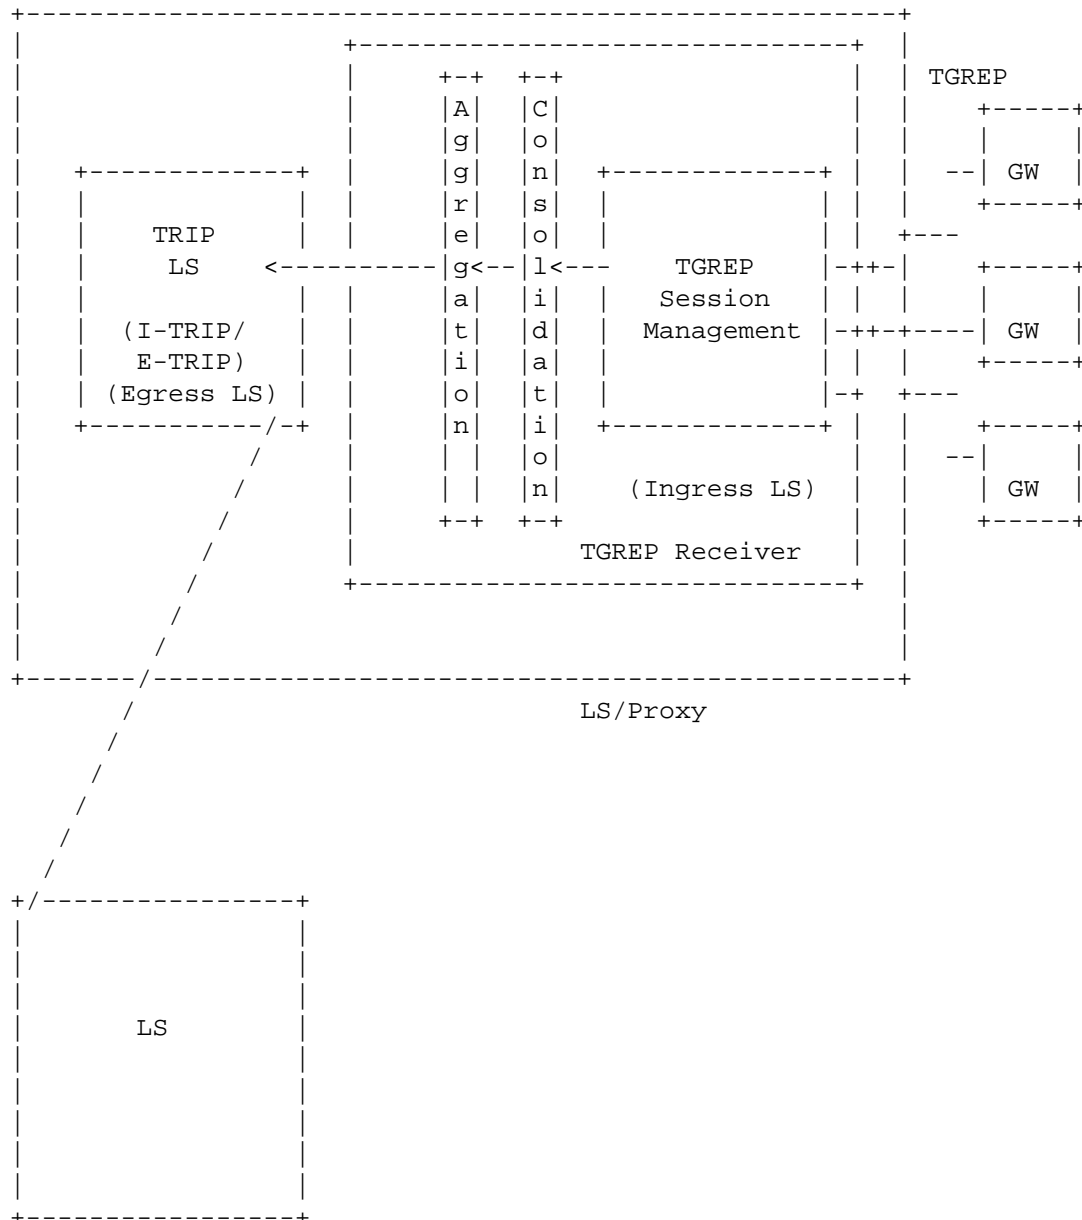 TGREP
Aggregation
Consolidation
GW
TRIP
LS
TGREP
Session
Management
(I-TRIP/
E-TRIP)
(Egress LS)
GW
(Ingress LS)
GW
TGREP Receiver
LS/Proxy
LS